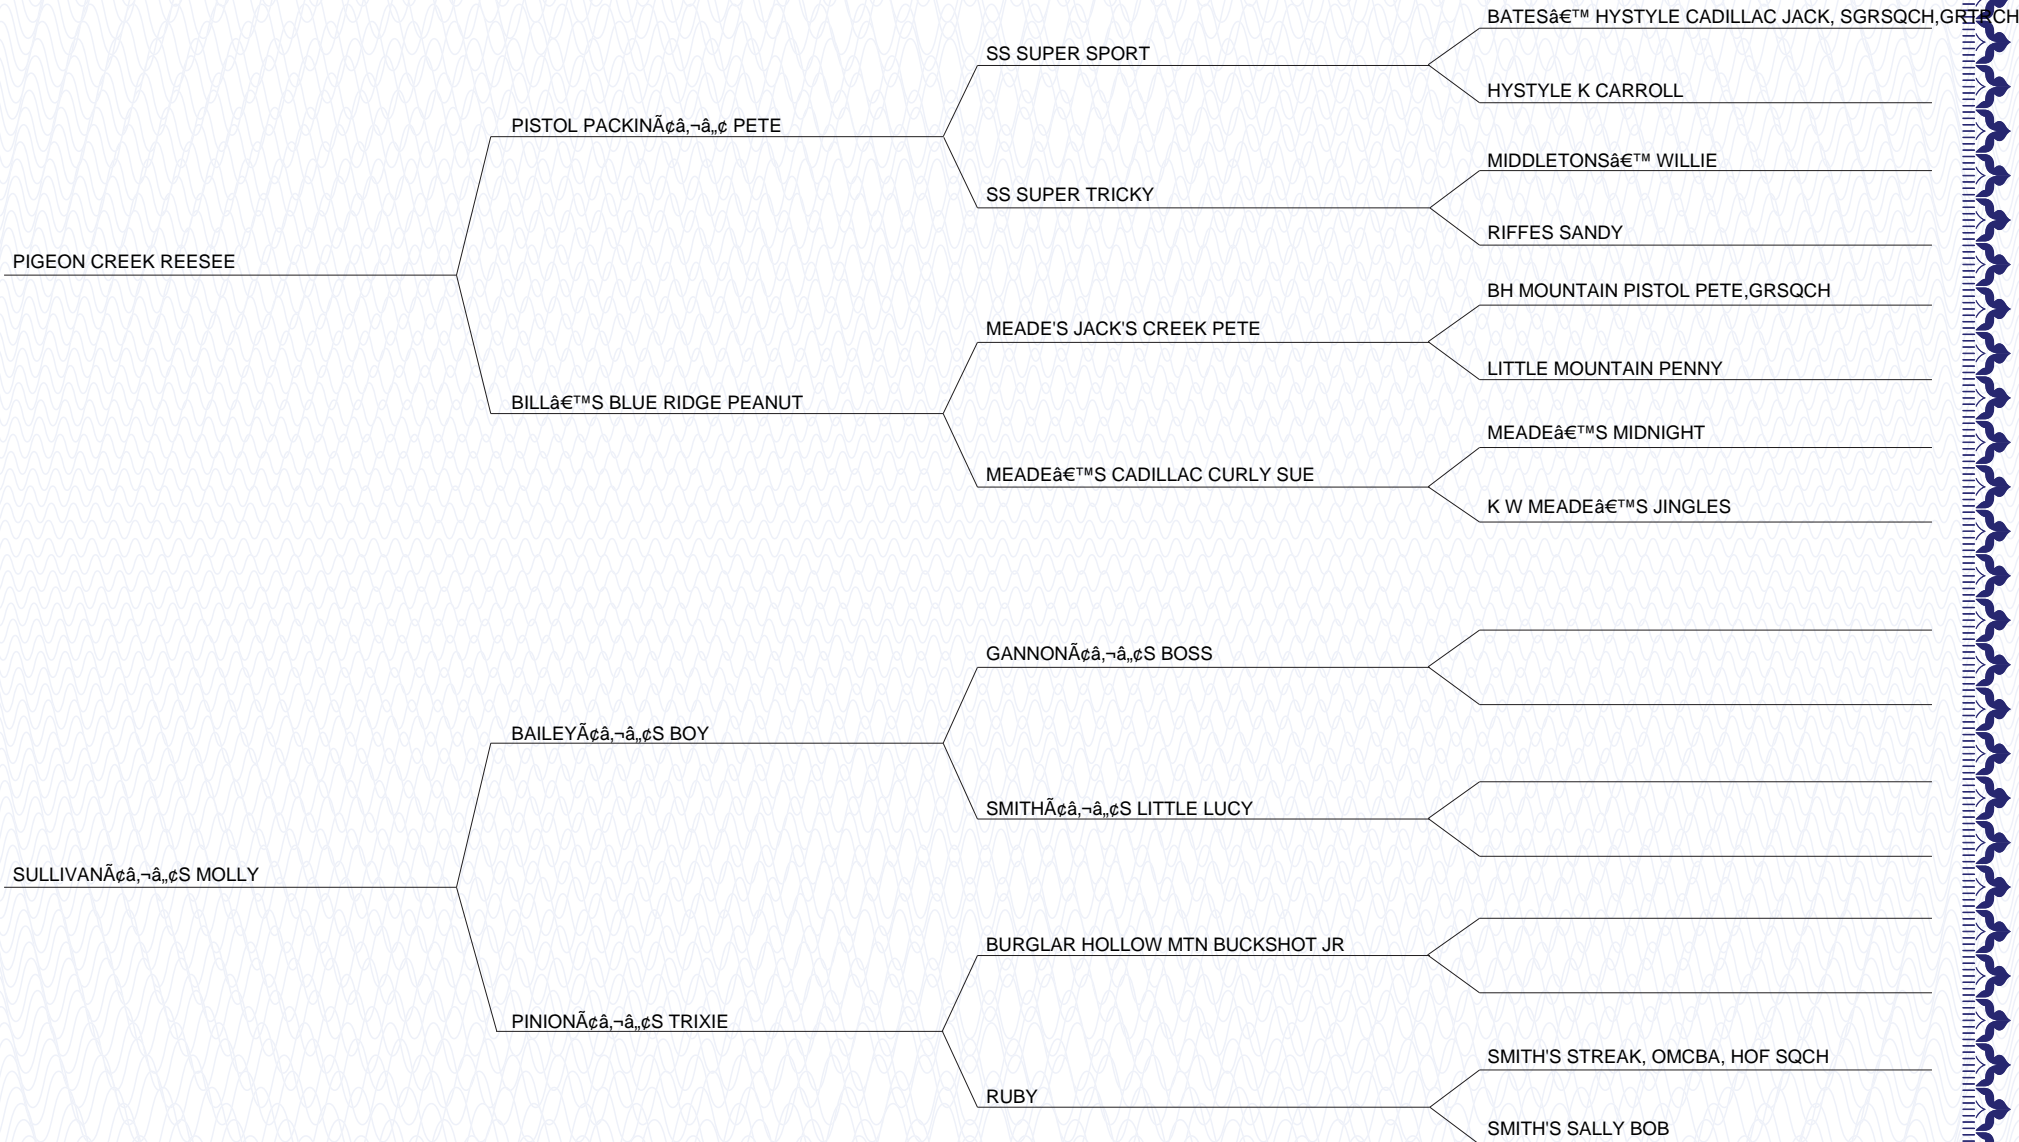 BATESâ€™ HYSTYLE CADILLAC JACK, SGRSQCH,GRTRCH
SS SUPER SPORT
HYSTYLE K CARROLL
PISTOL PACKINÃ¢â‚¬â„¢ PETE
MIDDLETONSâ€™ WILLIE
SS SUPER TRICKY
RIFFES SANDY
PIGEON CREEK REESEE
BH MOUNTAIN PISTOL PETE,GRSQCH
MEADE'S JACK'S CREEK PETE
LITTLE MOUNTAIN PENNY
BILLâ€™S BLUE RIDGE PEANUT
MEADEâ€™S MIDNIGHT
MEADEâ€™S CADILLAC CURLY SUE
K W MEADEâ€™S JINGLES
GANNONÃ¢â‚¬â„¢S BOSS
BAILEYÃ¢â‚¬â„¢S BOY
SMITHÃ¢â‚¬â„¢S LITTLE LUCY
SULLIVANÃ¢â‚¬â„¢S MOLLY
BURGLAR HOLLOW MTN BUCKSHOT JR
PINIONÃ¢â‚¬â„¢S TRIXIE
SMITH'S STREAK, OMCBA, HOF SQCH
RUBY
SMITH'S SALLY BOB